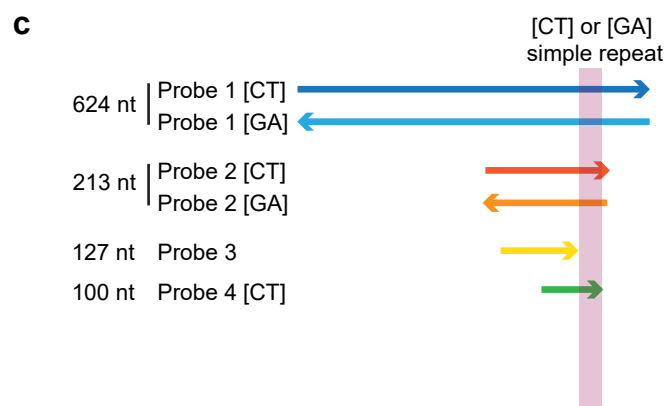 c
[CT] or [GA]
simple repeat
624 nt
Probe 1 [CT]
Probe 1 [GA]
213 nt
Probe 2 [CT]
Probe 2 [GA]
127 nt Probe 3
100 nt Probe 4 [CT]